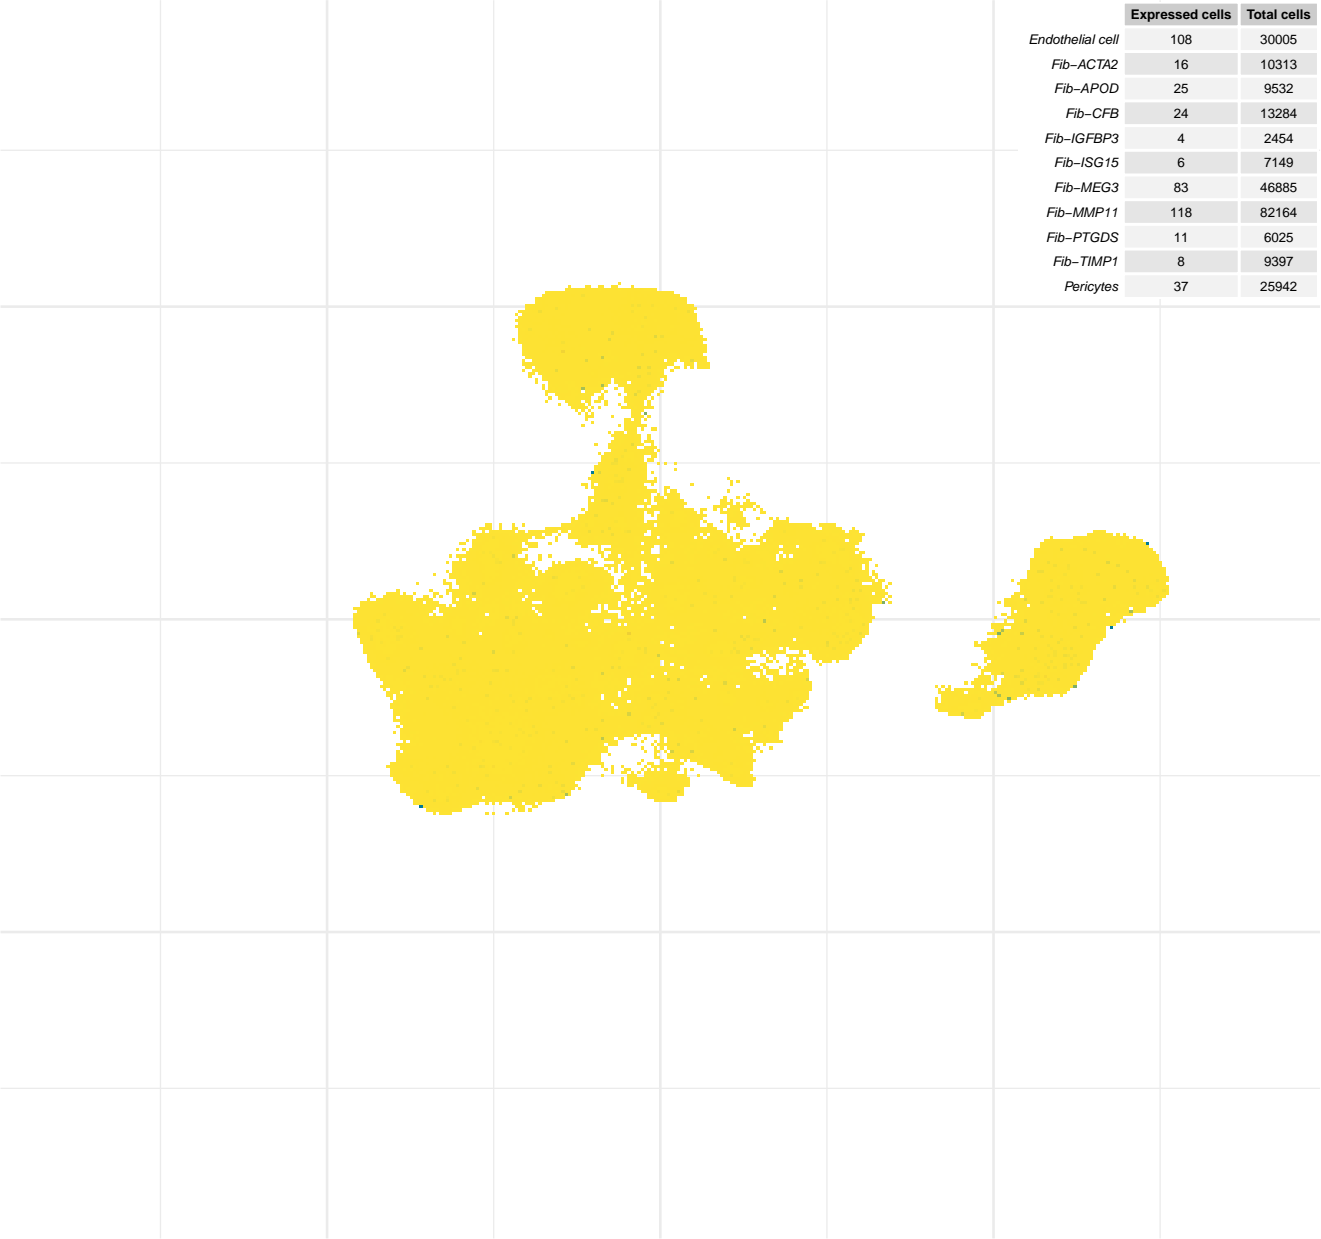 Expressed cells Total cells
Endothelial cell 108 30005
Fib−ACTA2 16 10313
Fib−APOD 25 9532
Fib−CFB 24 13284
Fib−IGFBP3 4 2454
Fib−ISG15 6 7149
Fib−MEG3 83 46885
Fib−MMP11 118 82164
Fib−PTGDS 11 6025
Fib−TIMP1 8 9397
Pericytes 37 25942